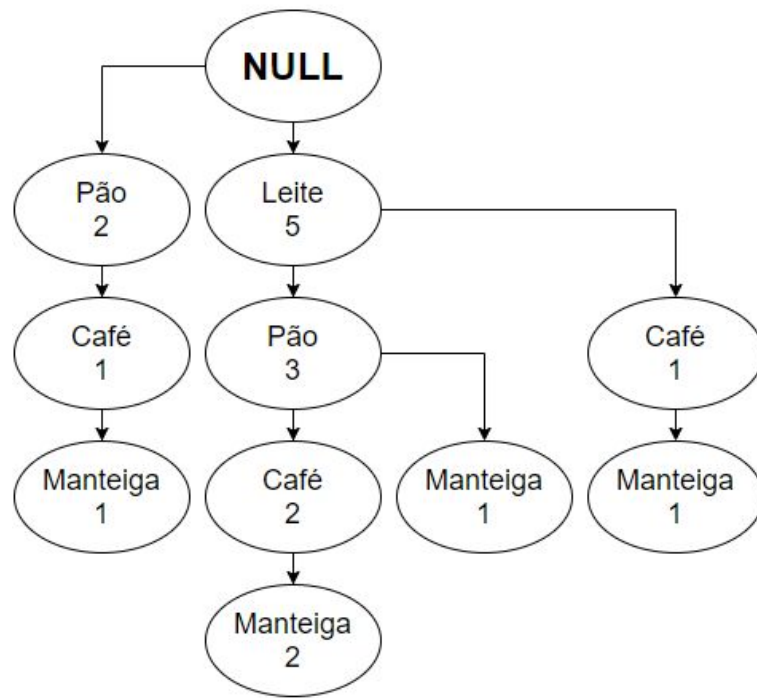 NULL
Pão
2
Leite
5
Café
1
Pão
3
Café
1
Manteiga
1
Café
2
Manteiga
1
Manteiga
1
Manteiga
2